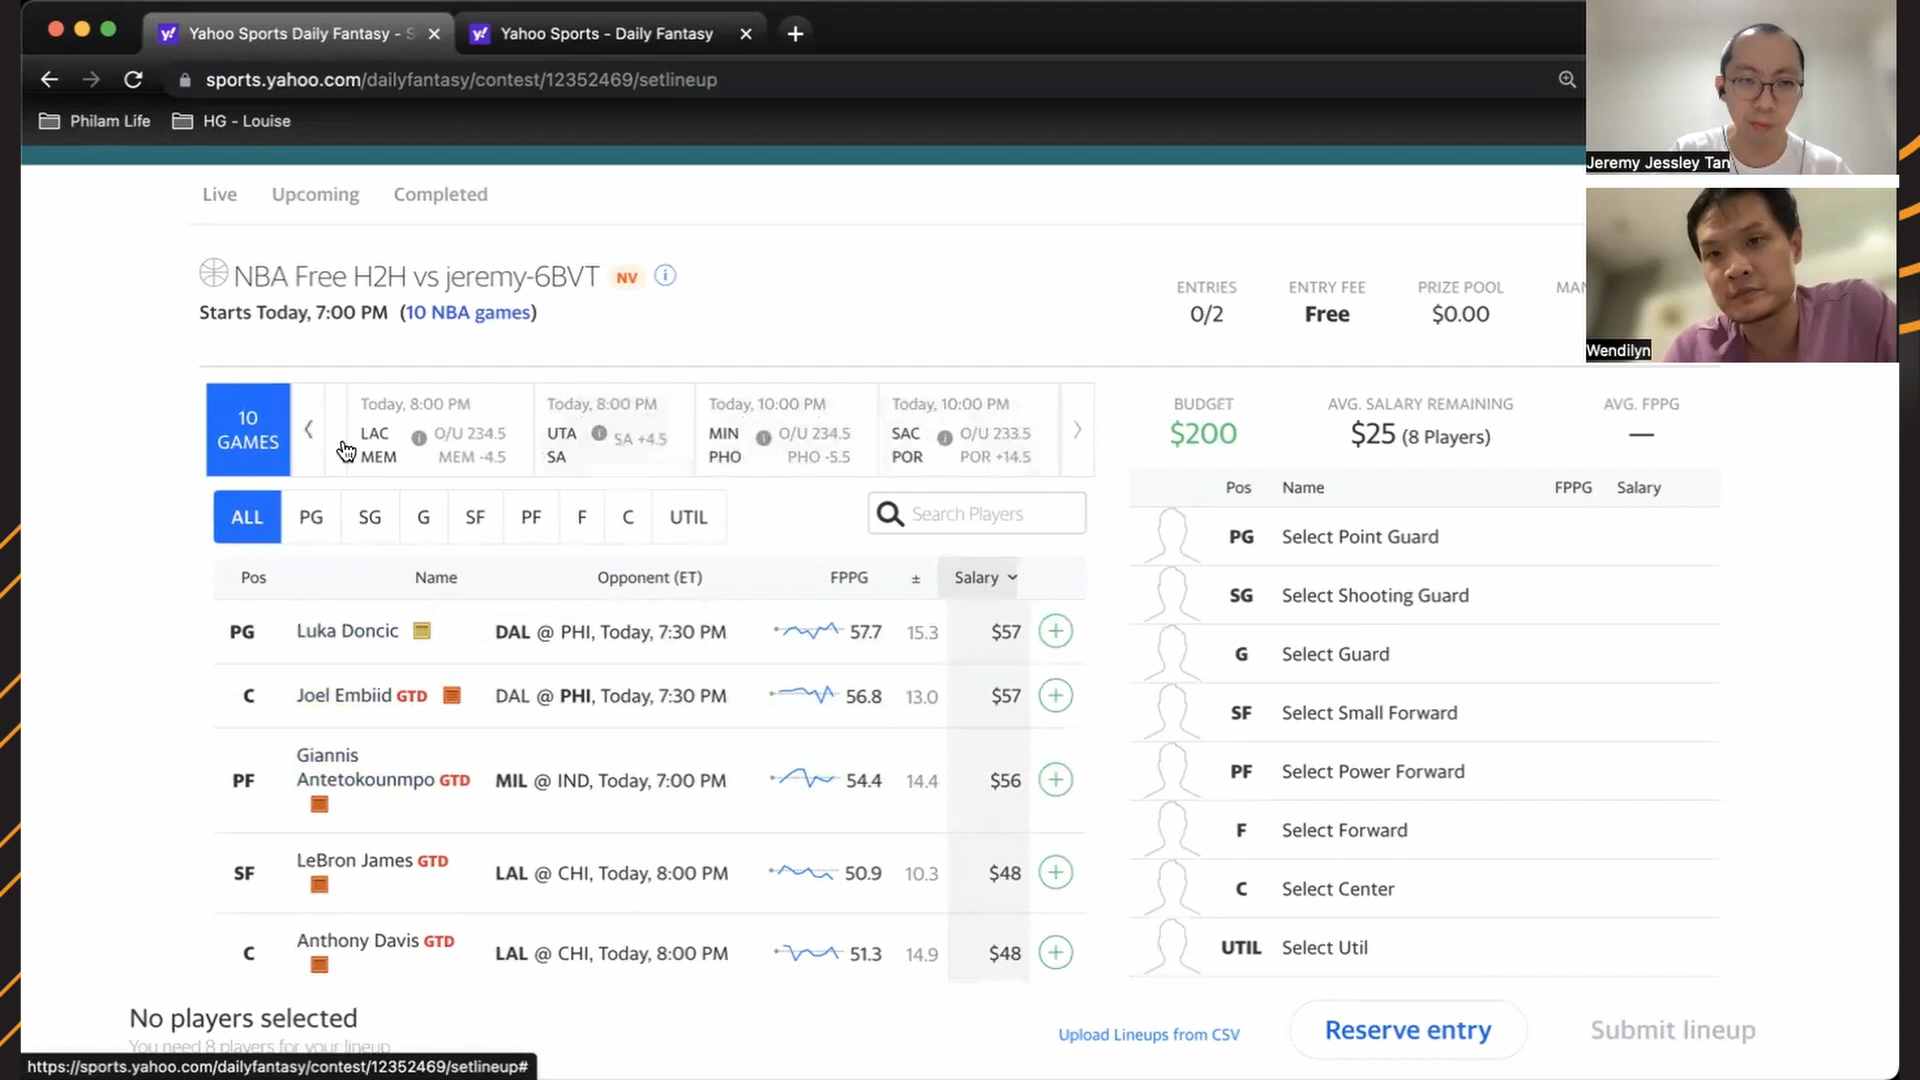 Yahoo Sports Daily Fantasy - S
Yahoo Sports - Daily Fantasy
sports.yahoo.com/dailyfantasy/contest/12352469/setlineup
Philam Life
HG - Louise
Jeremy Jessley Tan
Wendilyn
Live Upcoming Completed
NBA Free H2H vs jeremy-6BVT NV
Starts Today, 7:00 PM (10 NBA games)
ENTRIES ENTRY FEE PRIZE POOL MAN
0/2 Free $0.00
10 GAMES
Today, 8:00 PM
LAC O/U 234.5
MEM MEM -4.5
Today, 8:00 PM
UTA SA +4.5
SA
Today, 10:00 PM
MIN O/U 234.5
PHO PHO -5.5
Today, 10:00 PM
SAC O/U 233.5
POR POR +14.5
BUDGET AVG. SALARY REMAINING AVG. FPPG
$200 $25 (8 Players) —
ALL PG SG G SF PF F C UTIL
Search Players
Pos Name Opponent (ET) FPPG ± Salary
PG Luka Doncic DAL @ PHI, Today, 7:30 PM 57.7 15.3 $57
C Joel Embiid GTD DAL @ PHI, Today, 7:30 PM 56.8 13.0 $57
PF Giannis Antetokounmpo GTD MIL @ IND, Today, 7:00 PM 54.4 14.4 $56
SF LeBron James GTD LAL @ CHI, Today, 8:00 PM 50.9 10.3 $48
C Anthony Davis GTD LAL @ CHI, Today, 8:00 PM 51.3 14.9 $48
Pos Name FPPG Salary
PG Select Point Guard
SG Select Shooting Guard
G Select Guard
SF Select Small Forward
PF Select Power Forward
F Select Forward
C Select Center
UTIL Select Util
No players selected
You need 8 players for your lineup
Upload Lineups from CSV
Reserve entry
Submit lineup
https://sports.yahoo.com/dailyfantasy/contest/12352469/setlineup#